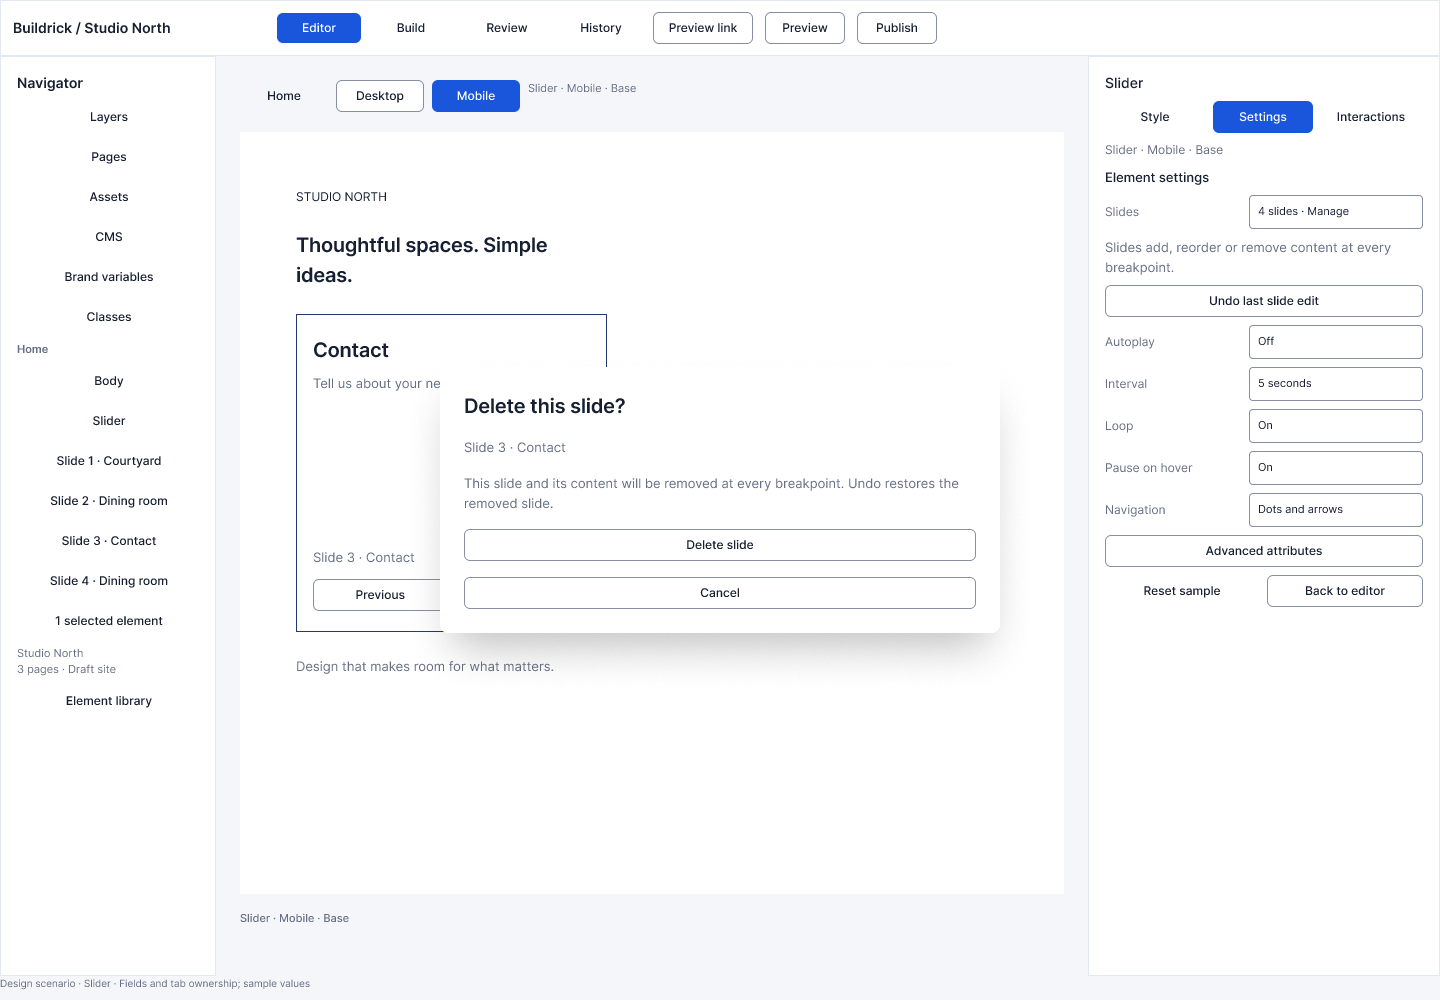 Buildrick / Studio North
Editor
Build
Review
History
Preview link
Preview
Publish
Navigator
Layers
Pages
Assets
CMS
Brand variables
Classes
Home
Body
Slider
Slide 1 · Courtyard
Slide 2 · Dining room
Slide 3 · Contact
Slide 4 · Dining room
1 selected element
Studio North
3 pages · Draft site
Element library
Home
Desktop
Mobile
Slider · Mobile · Base
STUDIO NORTH
Thoughtful spaces. Simple
ideas.
Contact
Tell us about your ne
Slide 3 · Contact
Previous
Design that makes room for what matters.
Delete this slide?
Slide 3 · Contact
This slide and its content will be removed at every breakpoint. Undo restores the
removed slide.
Delete slide
Cancel
Slider · Mobile · Base
Slider
Style
Settings
Interactions
Slider · Mobile · Base
Element settings
Slides
4 slides · Manage
Slides add, reorder or remove content at every
breakpoint.
Undo last slide edit
Autoplay
Off
Interval
5 seconds
Loop
On
Pause on hover
On
Navigation
Dots and arrows
Advanced attributes
Reset sample
Back to editor
Design scenario · Slider · Fields and tab ownership; sample values